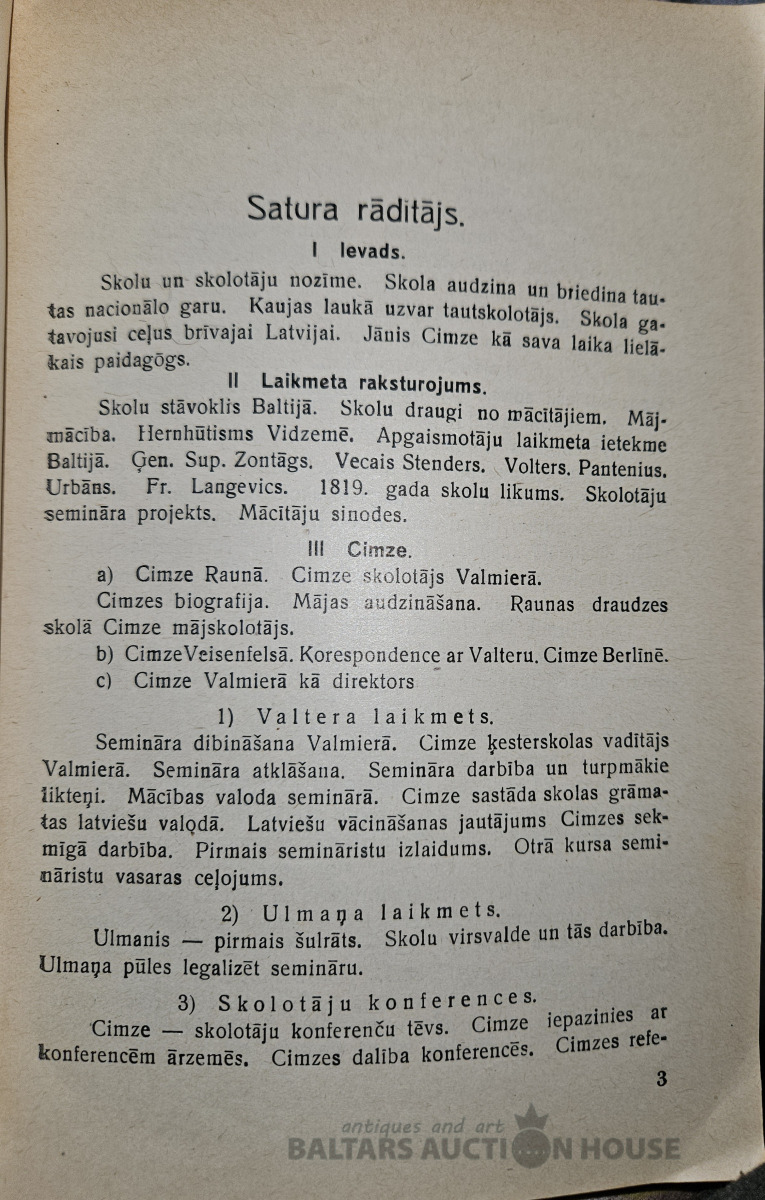 Satura rādītājs.
I Ievads.
Skolu un skolotāju nozīme. Skola audzina un briedina tau-
tas nacionālo garu. Kaujas laukā uzvar tautskolotājs. Skola ga-
tavojusi ceļus brīvajai Latvijai. Jānis Cimze kā sava laika lielā-
kais paidagōgs.
II Laikmeta raksturojums.
Skolu stāvoklis Baltijā. Skolu draugi no mācītājiem. Māj-
mācība. Hernhūtisms Vidzemē. Apgaismotāju laikmeta ietekme
Baltijā. Ģen. Sup. Zontāgs. Vecais Stenders. Volters. Pantenius.
Urbāns. Fr. Langevics. 1819. gada skolu likums. Skolotāju
semināra projekts. Mācītāju sinodes.
III Cimze.
a) Cimze Raunā. Cimze skolotājs Valmierā.
Cimzes biografija. Mājas audzināšana. Raunas draudzes
skolā Cimze mājskolotājs.
b) Cimze Veisenfelsā. Korespondence ar Valteru. Cimze Berlīnē.
c) Cimze Valmierā kā direktors
1) Valtera laikmets.
Semināra dibināšana Valmierā. Cimze ķesterskolas vadītājs
Valmierā. Semināra atklāšana. Semināra darbība un turpmākie
likteņi. Mācības valoda seminārā. Cimze sastāda skolas grāma-
tas latviešu valodā. Latviešu vācināšanas jautājums Cimzes sek-
mīgā darbība. Pirmais semināristu izlaidums. Otrā kursa semi-
nāristu vasaras ceļojums.
2) Ulmaņa laikmets.
Ulmanis — pirmais šulrāts. Skolu virsvalde un tās darbība.
Ulmaņa pūles legalizēt semināru.
3) Skolotāju konferences.
Cimze — skolotāju konferenču tēvs. Cimze iepazinies ar
konferencēm ārzemēs. Cimzes dalība konferencēs. Cimzes refe-
3
antiques and art
BALTARS AUCTION HOUSE